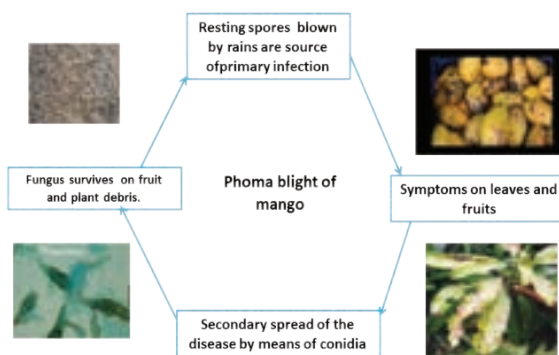 Resting spores blown
by rains are source
ofprimary infection
Fungus survives on fruit
and plant debris.
Phoma blight of
mango
Symptoms on leaves and
fruits
Secondary spread of the
disease by means of conidia